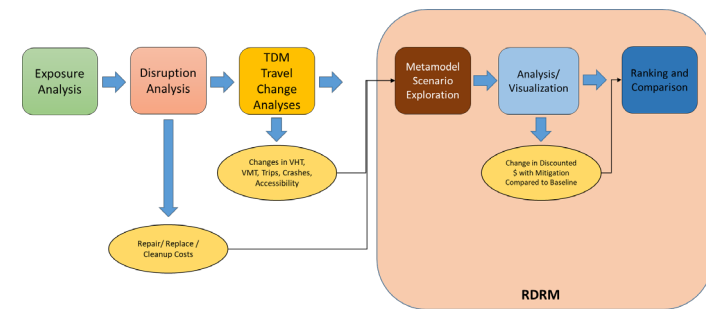 Exposure
Analysis
Disruption
Analysis
TDM
Travel
Change
Analyses
Metamodel
Scenario
Exploration
Analysis/
Visualization
Ranking and
Comparison
Changes in VHT,
VMT, Trips, Crashes,
Accessibility
Change in Discounted
$ with Mitigation
Compared to Baseline
Repair/ Replace /
Cleanup Costs
RDRM